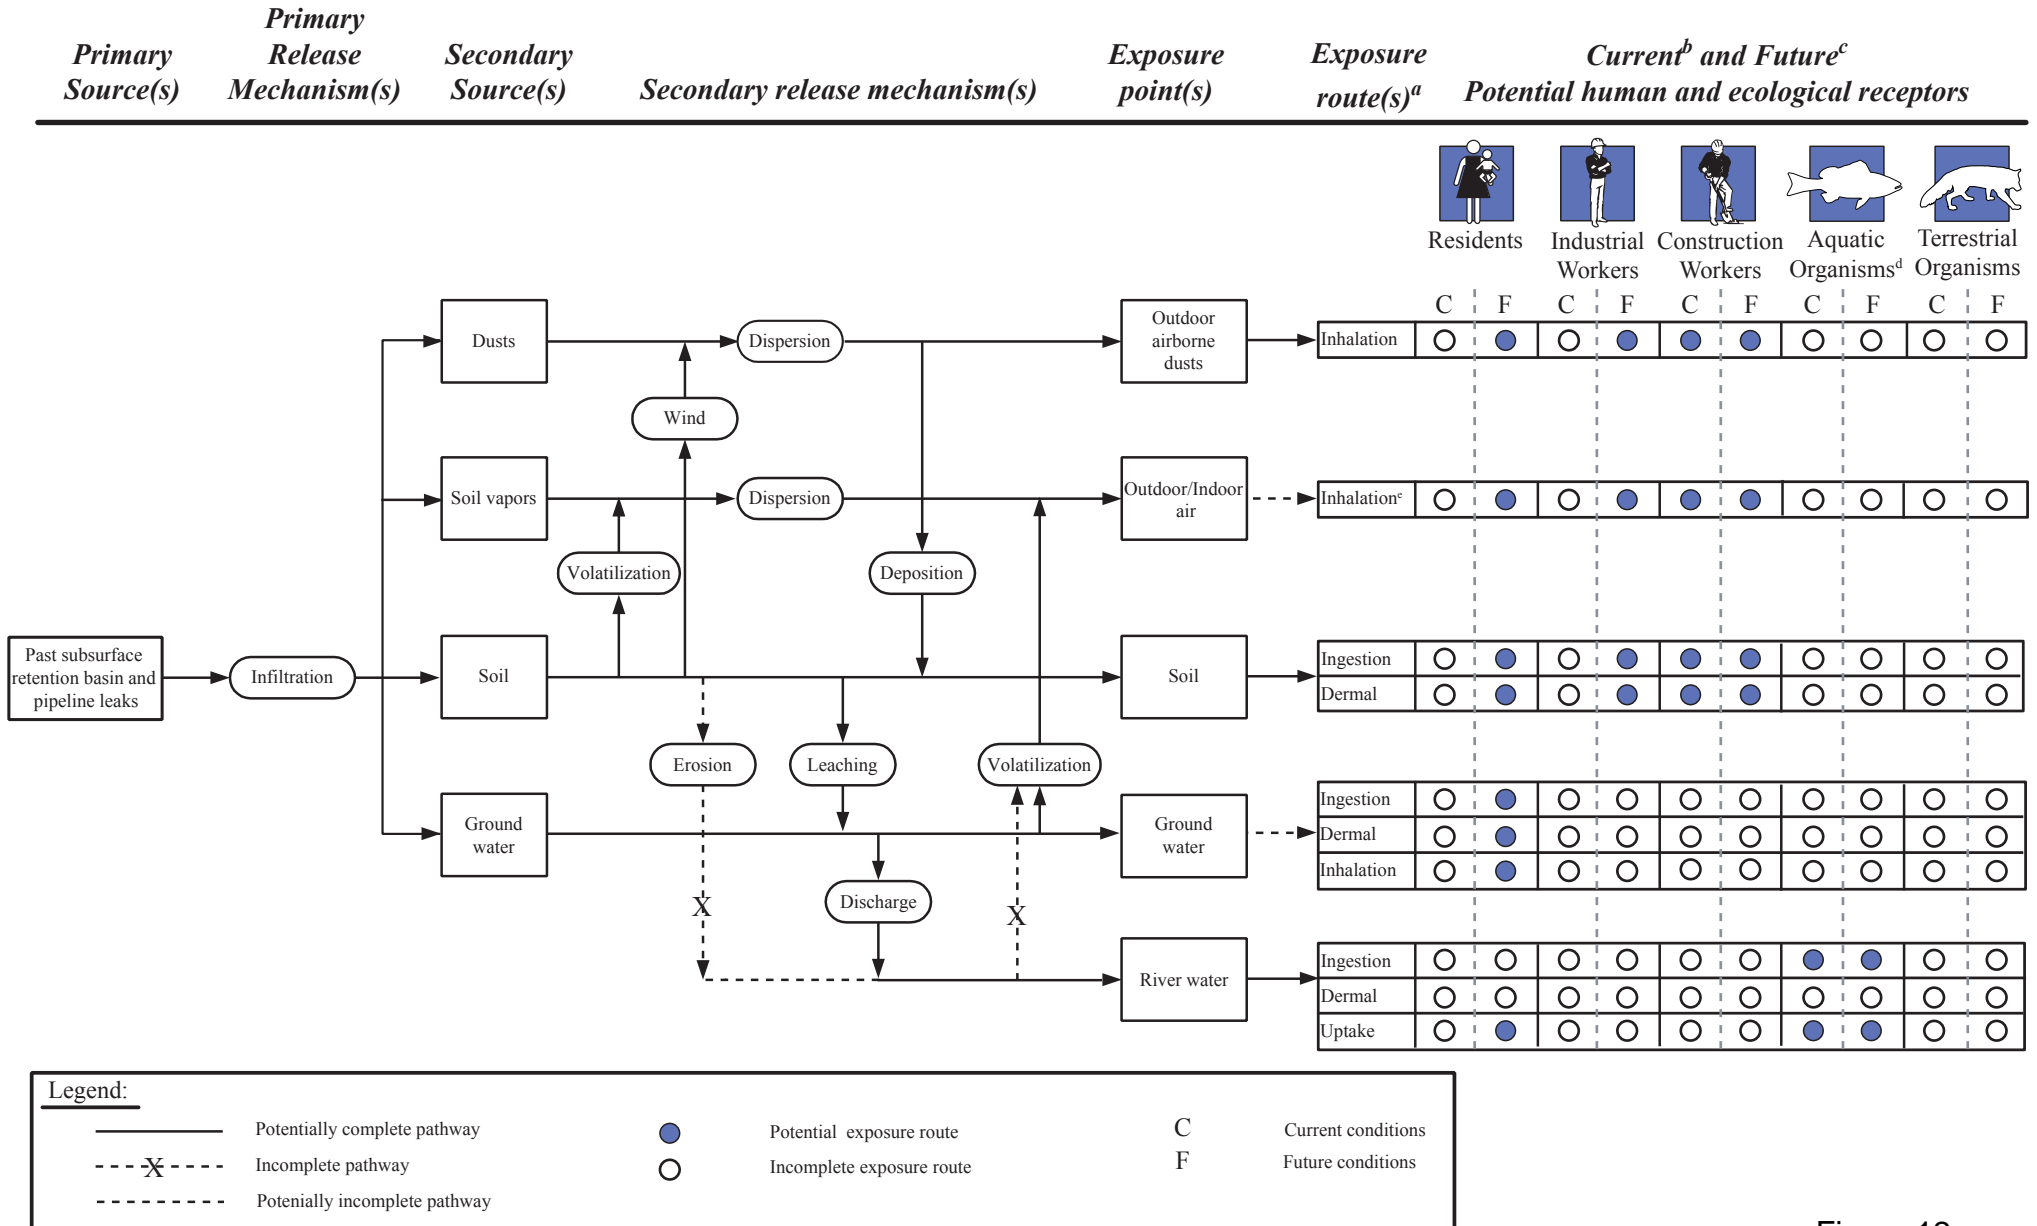 Primary
Source(s)
Primary
Release
Mechanism(s)
Secondary
Source(s)
Secondary release mechanism(s)
Exposure
point(s)
Exposure
route(s)a
Currentb and Futurec
Potential human and ecological receptors
Residents
Industrial
Workers
Construction
Workers
Aquatic
Organismsd
Terrestrial
Organisms
C F C F C F C F C F
Dusts
Dispersion
Outdoor
airborne
dusts
Inhalation
Wind
Soil vapors
Dispersion
Outdoor/Indoor
air
Inhalatione
Volatilization
Deposition
Past subsurface
retention basin and
pipeline leaks
Infiltration
Soil
Soil
Ingestion
Dermal
Erosion
Leaching
Volatilization
Ground
water
Ground
water
Ingestion
Dermal
Inhalation
X
Discharge
X
River water
Ingestion
Dermal
Uptake
Legend:
Potentially complete pathway
X Incomplete pathway
Potenially incomplete pathway
Potential exposure route
Incomplete exposure route
C Current conditions
F Future conditions